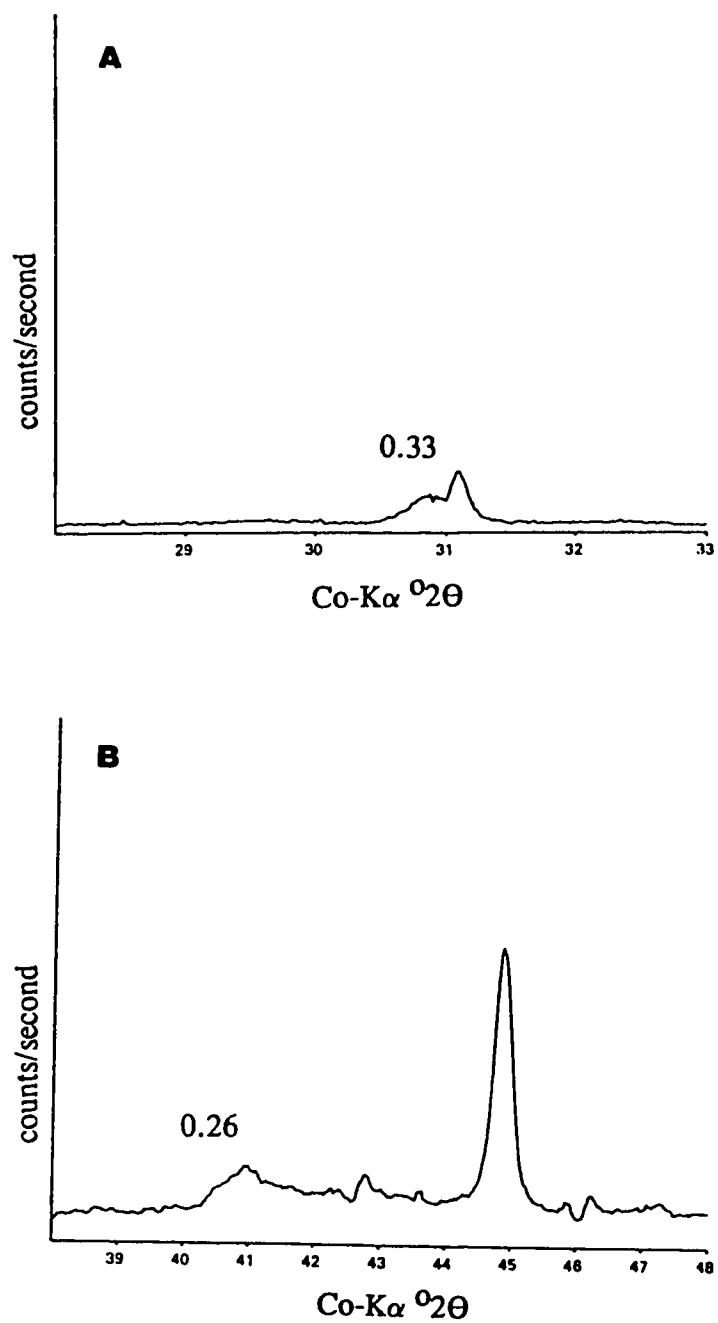 A
counts/second
0.33
29 30 31 32 33
Co-Kα °2Θ
B
counts/second
0.26
39 40 41 42 43 44 45 46 47 48
Co-Kα °2Θ